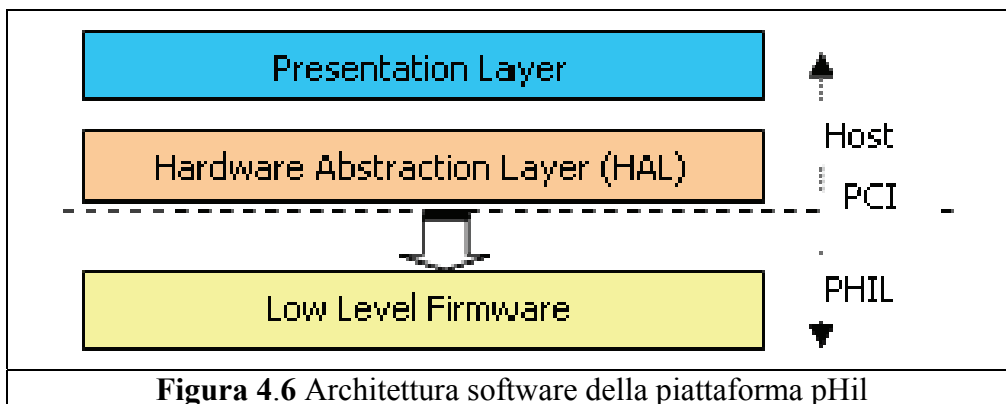 Presentation Layer
Host
Hardware Abstraction Layer (HAL)
PCI
Low Level Firmware
PHIL
Figura 4.6 Architettura software della piattaforma pHil